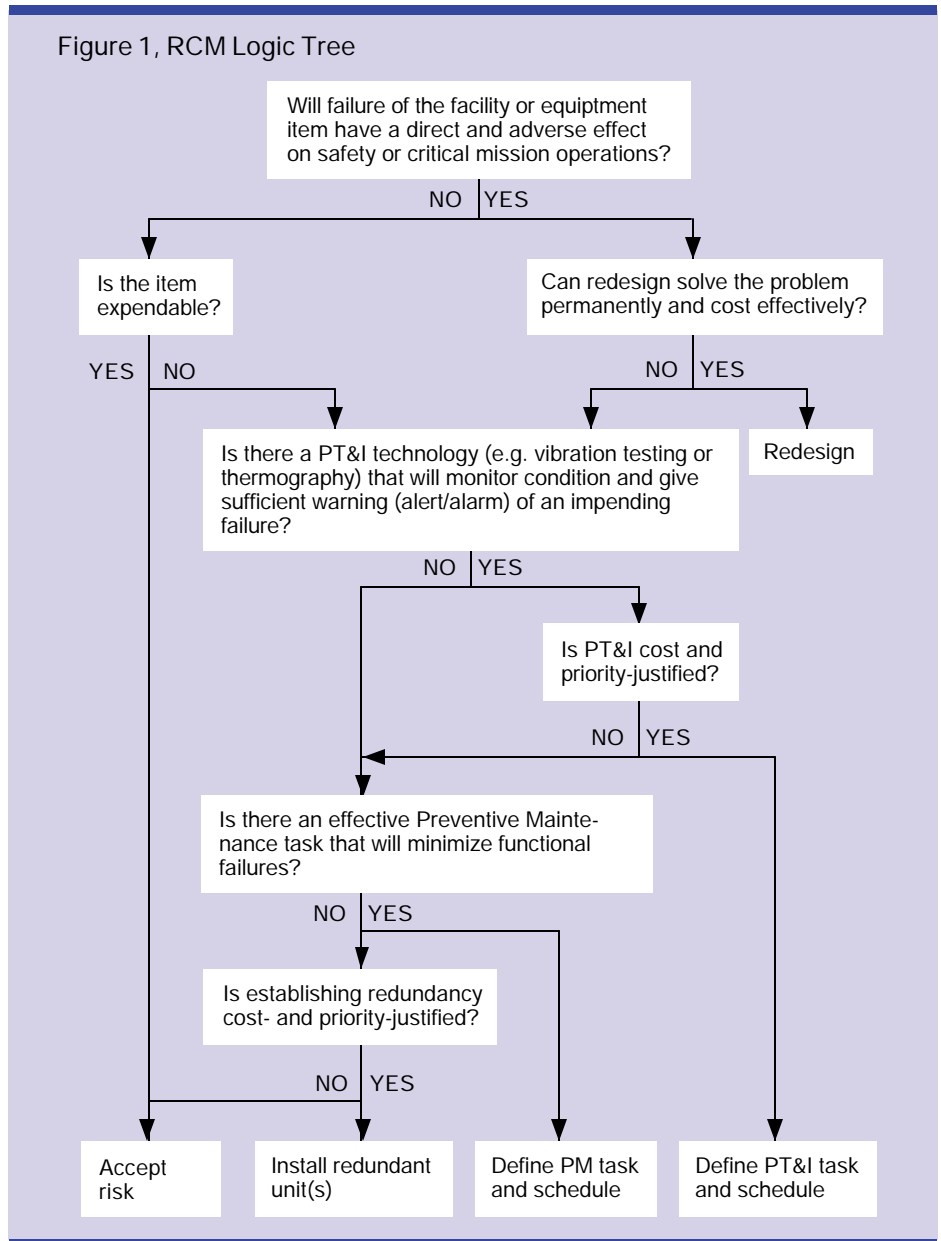 Figure 1, RCM Logic Tree
Will failure of the facility or equiptment
item have a direct and adverse effect
on safety or critical mission operations?
NO YES
Is the item
expendable?
Can redesign solve the problem
permanently and cost effectively?
YES NO
NO YES
Is there a PT&I technology (e.g. vibration testing or
thermography) that will monitor condition and give
sufficient warning (alert/alarm) of an impending
failure?
Redesign
NO YES
Is PT&I cost and
priority-justified?
NO YES
Is there an effective Preventive Mainte-
nance task that will minimize functional
failures?
NO YES
Is establishing redundancy
cost- and priority-justified?
NO YES
Accept
risk
Install redundant
unit(s)
Define PM task
and schedule
Define PT&I task
and schedule